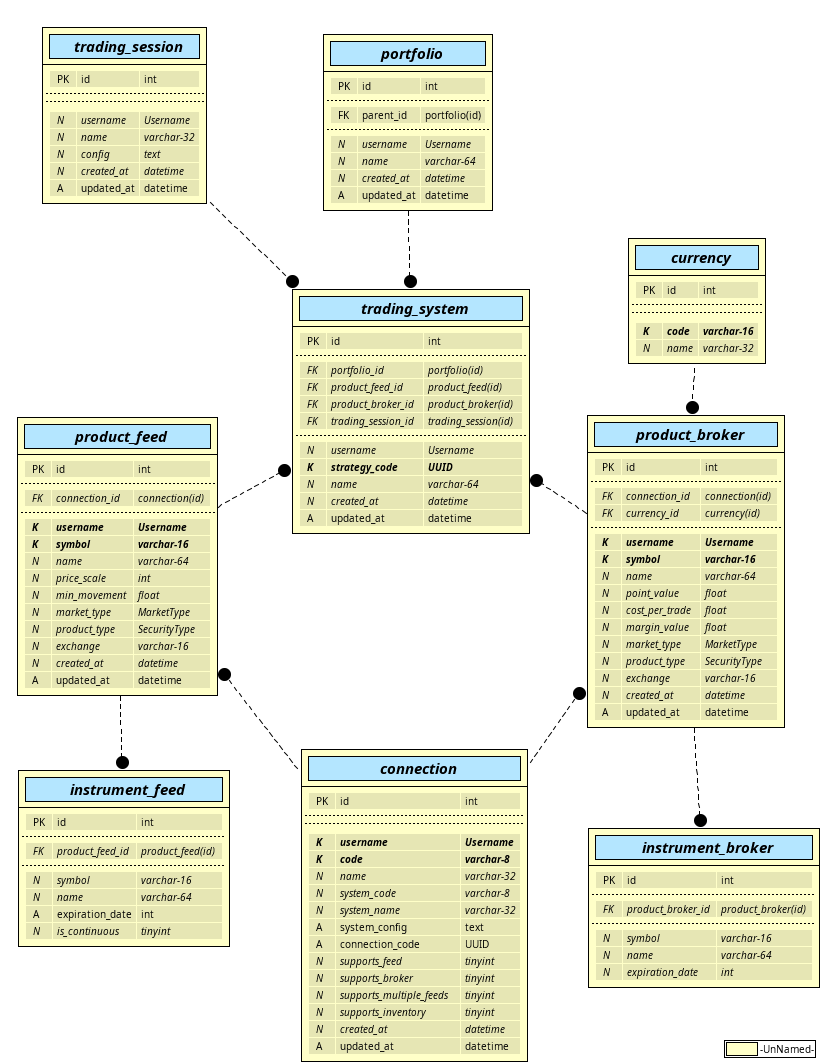 trading_session
PK id int
N username Username
N name varchar-32
N config text
N created_at datetime
A updated_at datetime
portfolio
PK id int
FK parent_id portfolio(id)
N username Username
N name varchar-64
N created_at datetime
A updated_at datetime
currency
PK id int
K code varchar-16
N name varchar-32
trading_system
PK id int
FK portfolio_id portfolio(id)
FK product_feed_id product_feed(id)
FK product_broker_id product_broker(id)
FK trading_session_id trading_session(id)
N username Username
K strategy_code UUID
N name varchar-64
N created_at datetime
A updated_at datetime
product_feed
PK id int
FK connection_id connection(id)
K username Username
K symbol varchar-16
N name varchar-64
N price_scale int
N min_movement float
N market_type MarketType
N product_type SecurityType
N exchange varchar-16
N created_at datetime
A updated_at datetime
product_broker
PK id int
FK connection_id connection(id)
FK currency_id currency(id)
K username Username
K symbol varchar-16
N name varchar-64
N point_value float
N cost_per_trade float
N margin_value float
N market_type MarketType
N product_type SecurityType
N exchange varchar-16
N created_at datetime
A updated_at datetime
instrument_feed
PK id int
FK product_feed_id product_feed(id)
N symbol varchar-16
N name varchar-64
A expiration_date int
N is_continuous tinyint
connection
PK id int
K username Username
K code varchar-8
N name varchar-32
N system_code varchar-8
N system_name varchar-32
A system_config text
A connection_code UUID
N supports_feed tinyint
N supports_broker tinyint
N supports_multiple_feeds tinyint
N supports_inventory tinyint
N created_at datetime
A updated_at datetime
instrument_broker
PK id int
FK product_broker_id product_broker(id)
N symbol varchar-16
N name varchar-64
N expiration_date int
-UnNamed-